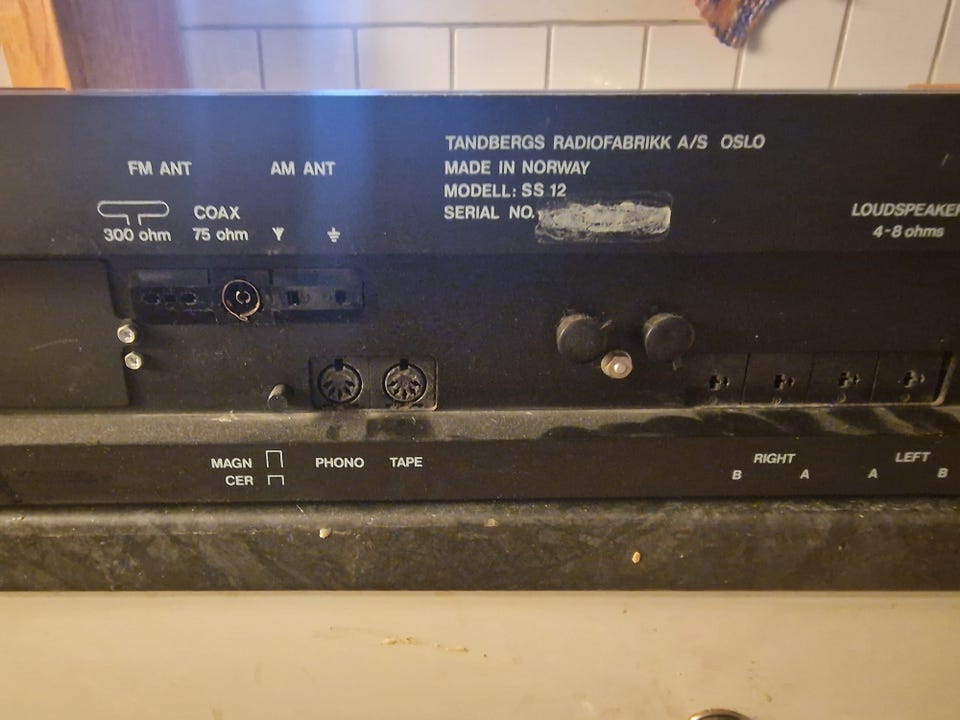 TANDBERGS RADIOFABRIKK A/S OSLO
MADE IN NORWAY
MODELL: SS 12
SERIAL NO.
FM ANT
AM ANT
300 ohm
COAX
75 ohm
LOUDSPEAKER
4-8 ohms
MAGN
CER
PHONO
TAPE
RIGHT
B A
LEFT
A B